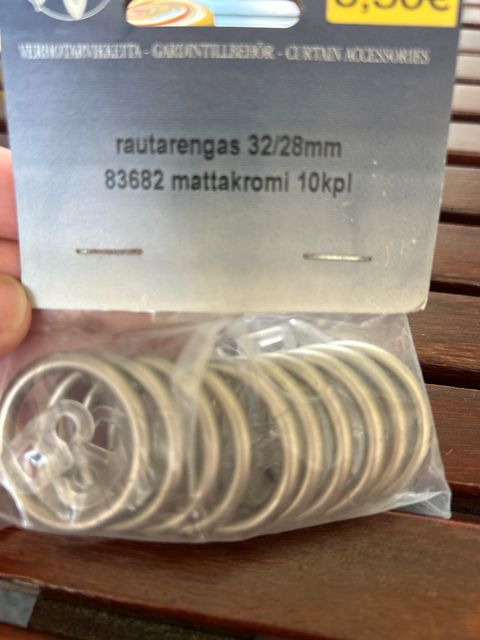 VERHOTARVIKKEITA - GARDINTILLBEHÖR - CURTAIN ACCESSORIES
rautarengas 32/28mm
83682 mattakromi 10kpl